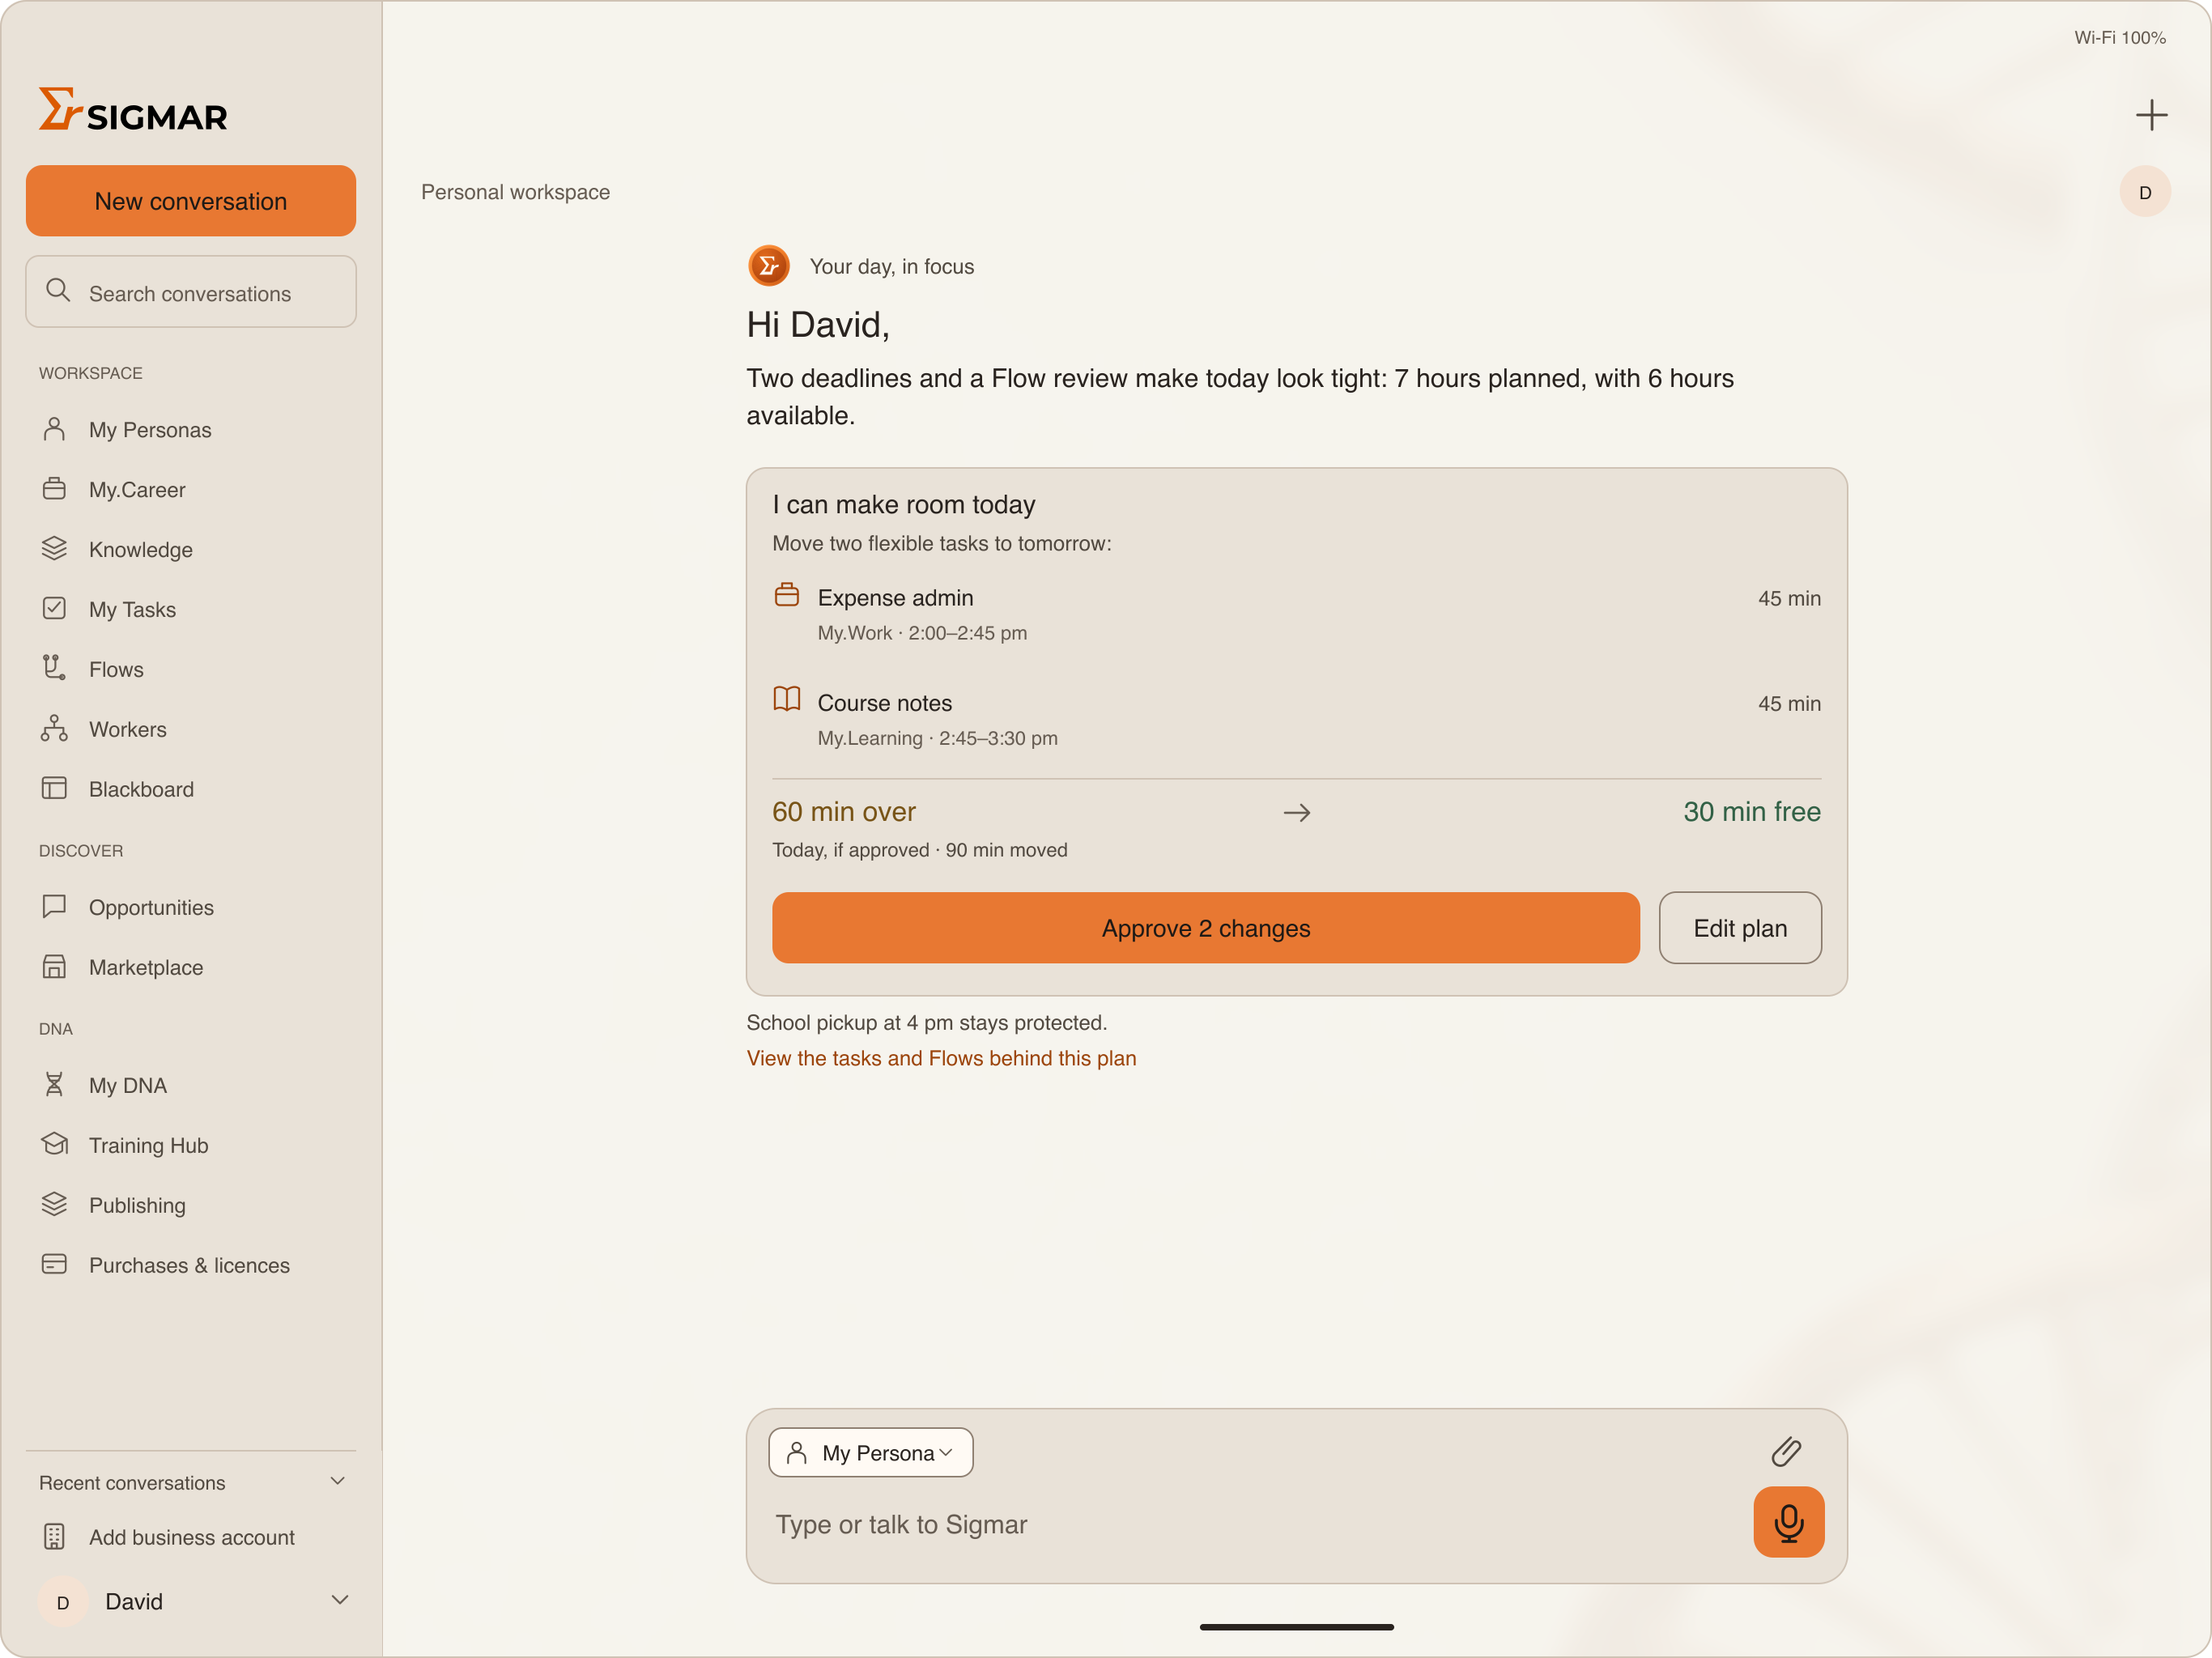 Wi-Fi 100%
Σr SIGMAR
New conversation
Search conversations
WORKSPACE
My Personas
My.Career
Knowledge
My Tasks
Flows
Workers
Blackboard
DISCOVER
Opportunities
Marketplace
DNA
My DNA
Training Hub
Publishing
Purchases & licences
Recent conversations
Add business account
D
David
Personal workspace
D
Σr
Your day, in focus
Hi David,
Two deadlines and a Flow review make today look tight: 7 hours planned, with 6 hours
available.
I can make room today
Move two flexible tasks to tomorrow:
Expense admin
45 min
My.Work · 2:00–2:45 pm
Course notes
45 min
My.Learning · 2:45–3:30 pm
60 min over
→
30 min free
Today, if approved · 90 min moved
Approve 2 changes
Edit plan
School pickup at 4 pm stays protected.
View the tasks and Flows behind this plan
My Persona
Type or talk to Sigmar